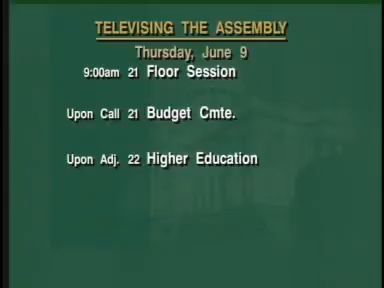 TELEVISING THE ASSEMBLY
Thursday, June 9
9:00am 21 Floor Session
Upon Call 21 Budget Cmte.
Upon Adj. 22 Higher Education